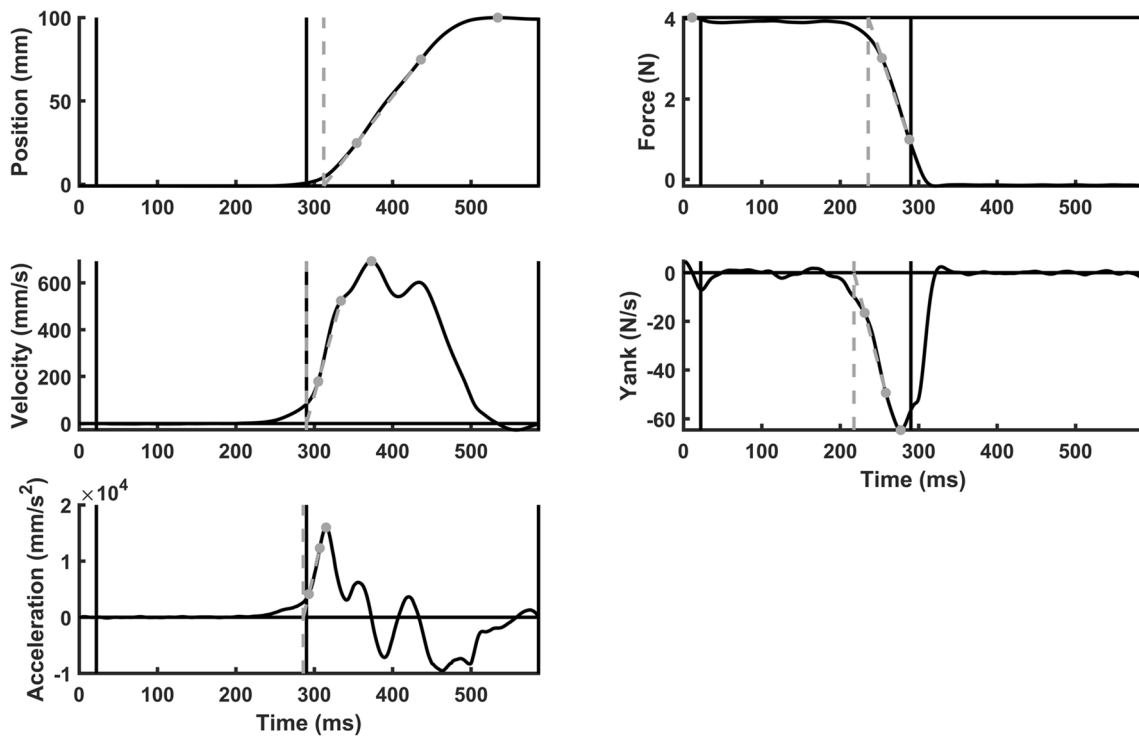 Position (mm)
100
50
0
0 100 200 300 400 500
Force (N)
4
2
0
0 100 200 300 400 500
Velocity (mm/s)
600
400
200
0
0 100 200 300 400 500
Yank (N/s)
0
-20
-40
-60
0 100 200 300 400 500
Time (ms)
Acceleration (mm/s²)
×10⁴
2
1
0
-1
0 100 200 300 400 500
Time (ms)